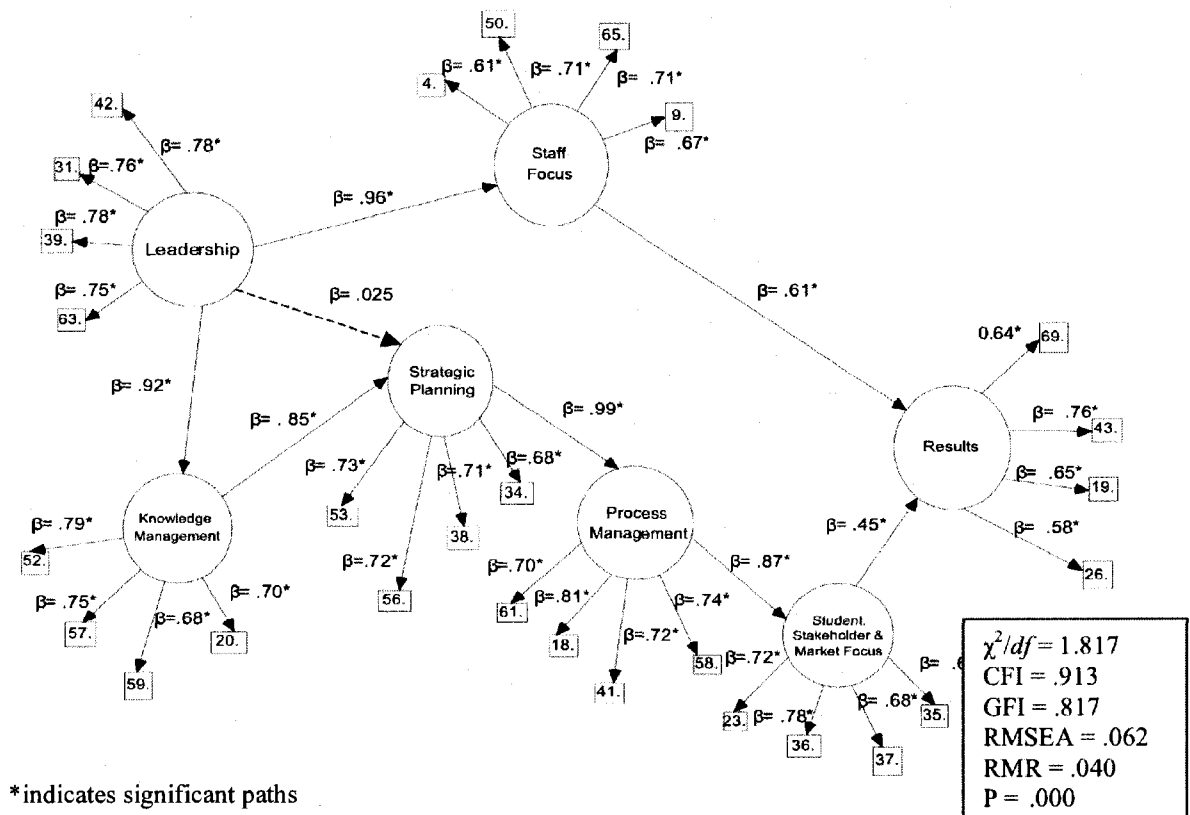 50.
65.
β= .61*
β= .71*
β= .71*
4.
9.
β= .67*
42.
β= .78*
31.
β=.76*
Staff
Focus
β= .78*
39.
Leadership
β= .96*
β= .75*
63.
β= .025
β=.61*
0.64*
69.
β= .92*
Strategic
Planning
β= .85*
β= .99*
β= .76*
43.
Results
β= .73*
β=.71*
β=.68*
34.
β= .65*
19.
53.
38.
Knowledge
Management
Process
Management
β= .79*
52.
β= .45*
β= .58*
26.
β=.72*
56.
β= .70*
β= .87*
β= .75*
57.
β=.68*
β= .70*
20.
61.
β=.81*
18.
β= .74*
58.
β=.72*
41.
59.
Student,
Stakeholder &
Market Focus
β=.72*
23.
β= .78*
36.
β= .68*
37.
35.
χ²/df = 1.817
CFI = .913
GFI = .817
RMSEA = .062
RMR = .040
P = .000
*indicates significant paths